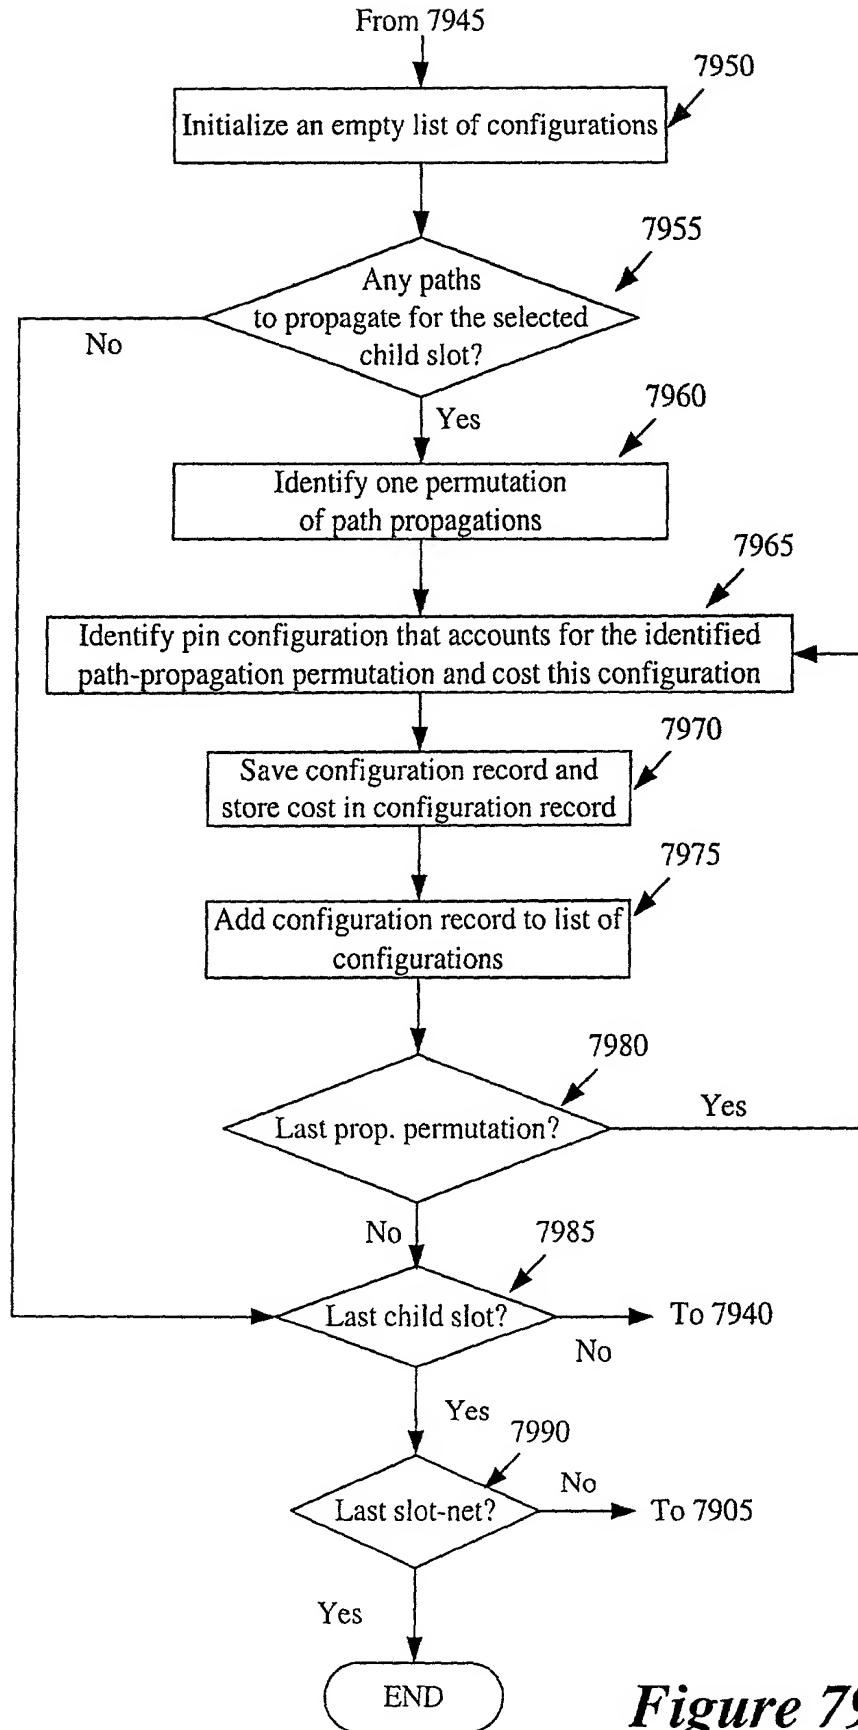 From 7945
7950
Initialize an empty list of configurations
7955
Any paths
to propagate for the selected
child slot?
No
Yes
7960
Identify one permutation
of path propagations
7965
Identify pin configuration that accounts for the identified
path-propagation permutation and cost this configuration
7970
Save configuration record and
store cost in configuration record
7975
Add configuration record to list of
configurations
7980
Last prop. permutation?
Yes
No
7985
Last child slot?
To 7940
No
Yes
7990
Last slot-net?
No
To 7905
Yes
END
Figure 79